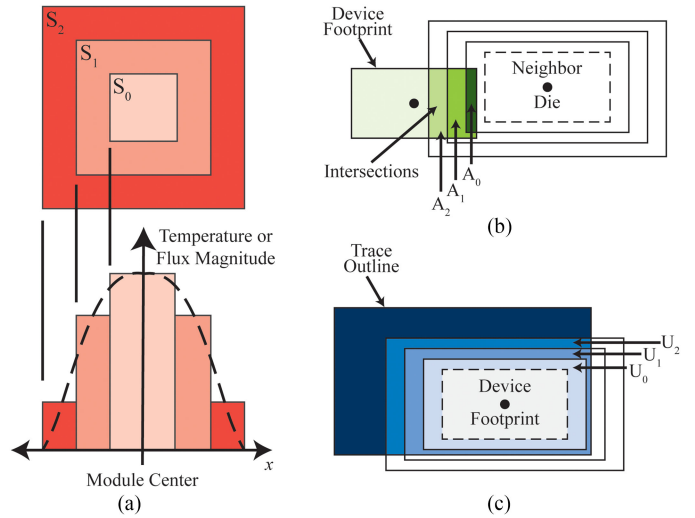 S2
S1
S0
Temperature or
Flux Magnitude
x
Module Center
(a)
Device
Footprint
Neighbor
Die
Intersections
A0
A1
A2
(b)
Trace
Outline
U2
U1
U0
Device
Footprint
(c)